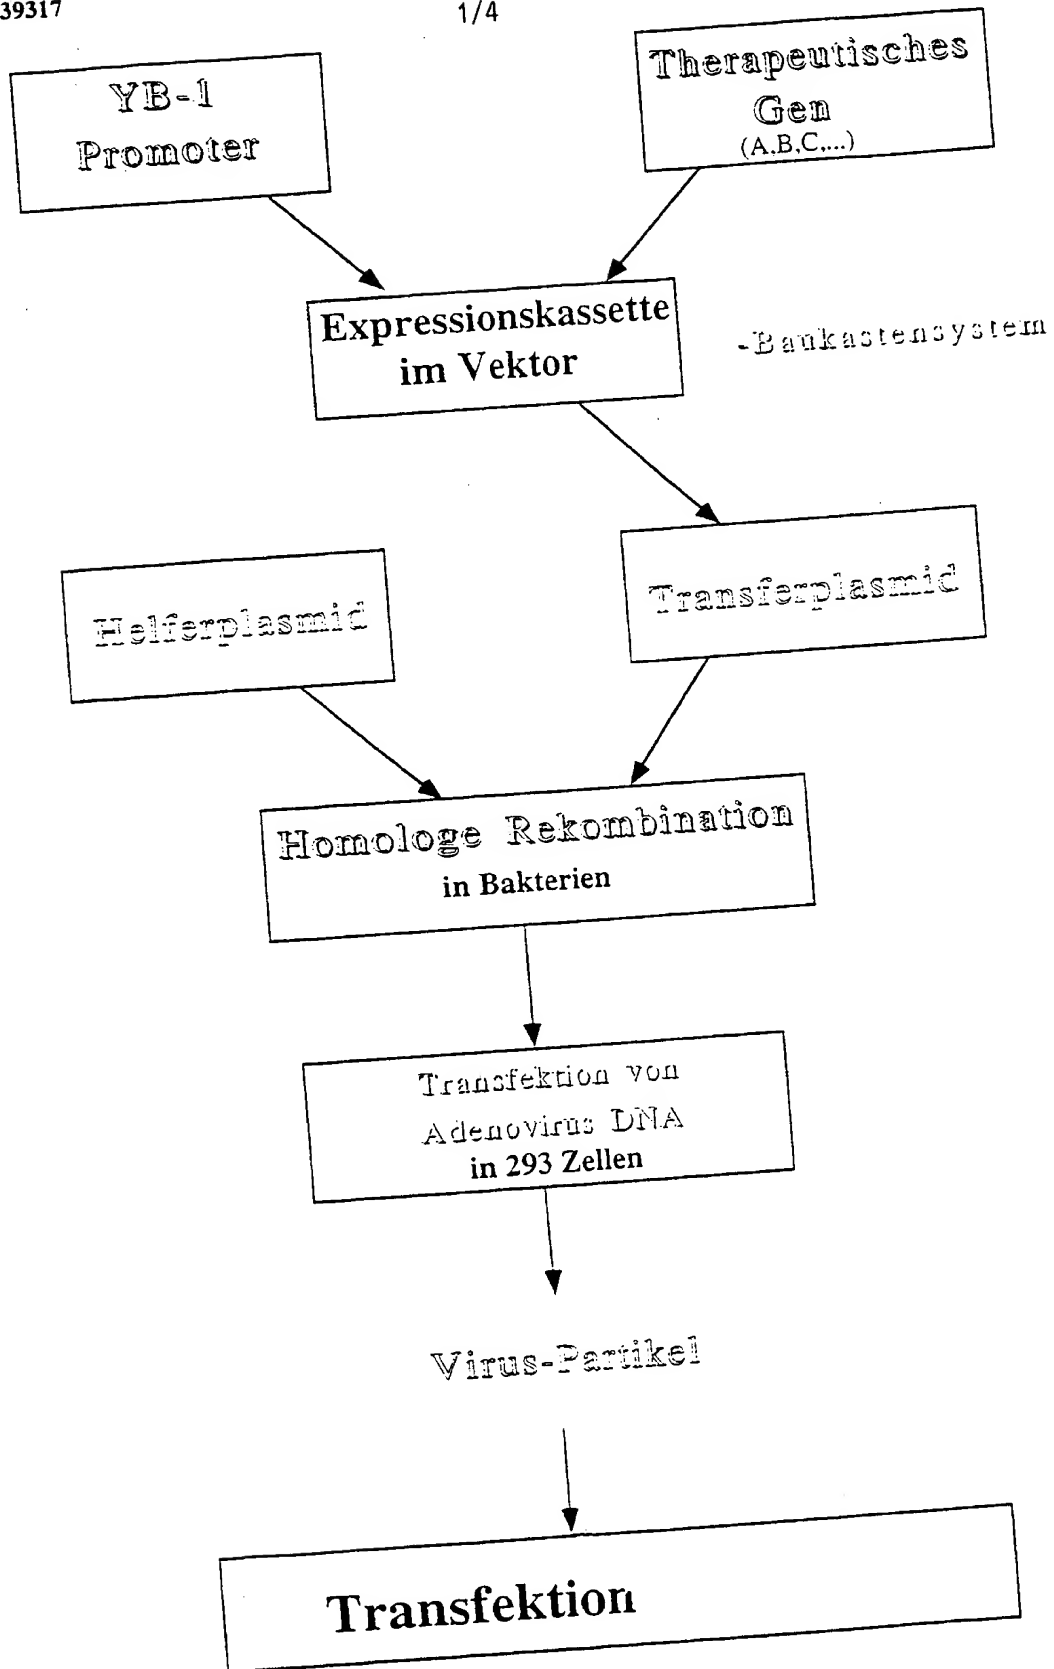 39317
1/4
YB-1
Promoter
Therapeutisches
Gen
(A,B,C,...)
Expressionskassette
im Vektor
-Baukastensystem
Helferplasmid
Transferplasmid
Homologe Rekombination
in Bakterien
Transfektion von
Adenovirus DNA
in 293 Zellen
Virus-Partikel
Transfektion